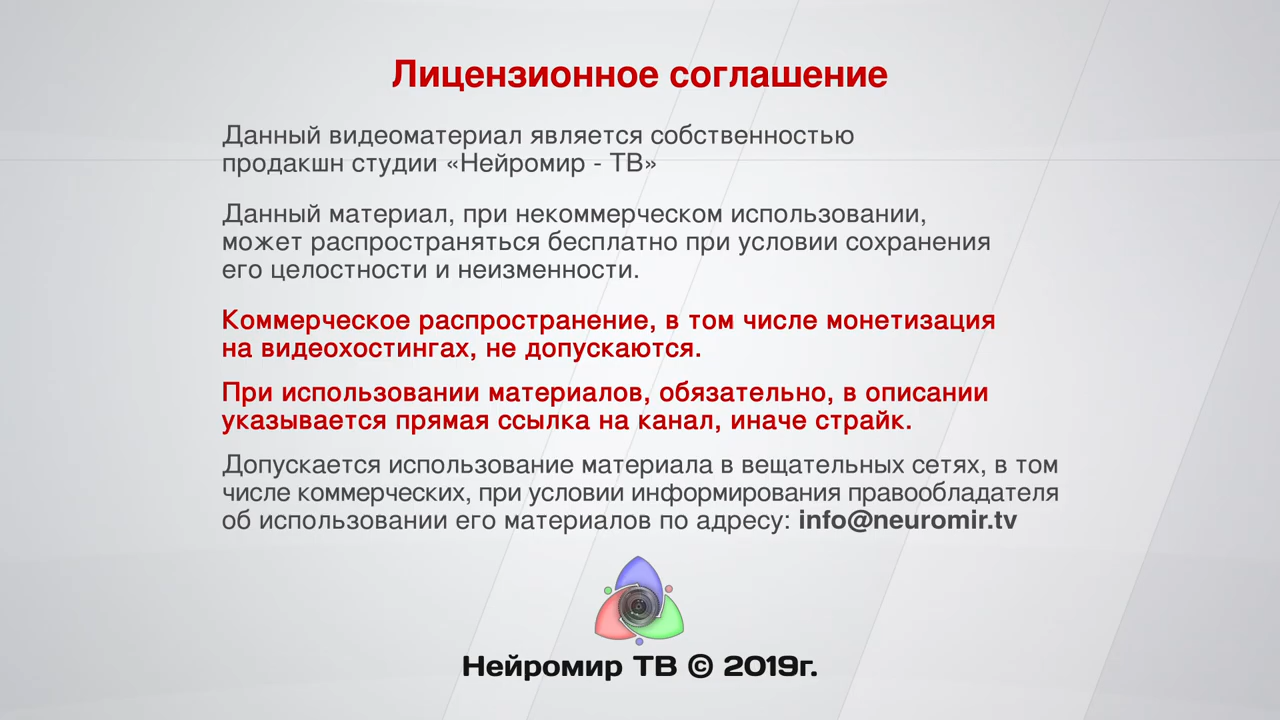 Лицензионное соглашение
Данный видеоматериал является собственностью
продакшн студии «Нейромир - ТВ»
Данный материал, при некоммерческом использовании,
может распространяться бесплатно при условии сохранения
его целостности и неизменности.
Коммерческое распространение, в том числе монетизация
на видеохостингах, не допускаются.
При использовании материалов, обязательно, в описании
указывается прямая ссылка на канал, иначе страйк.
Допускается использование материала в вещательных сетях, в том
числе коммерческих, при условии информирования правообладателя
об использовании его материалов по адресу: info@neuromir.tv
Нейромир ТВ © 2019г.